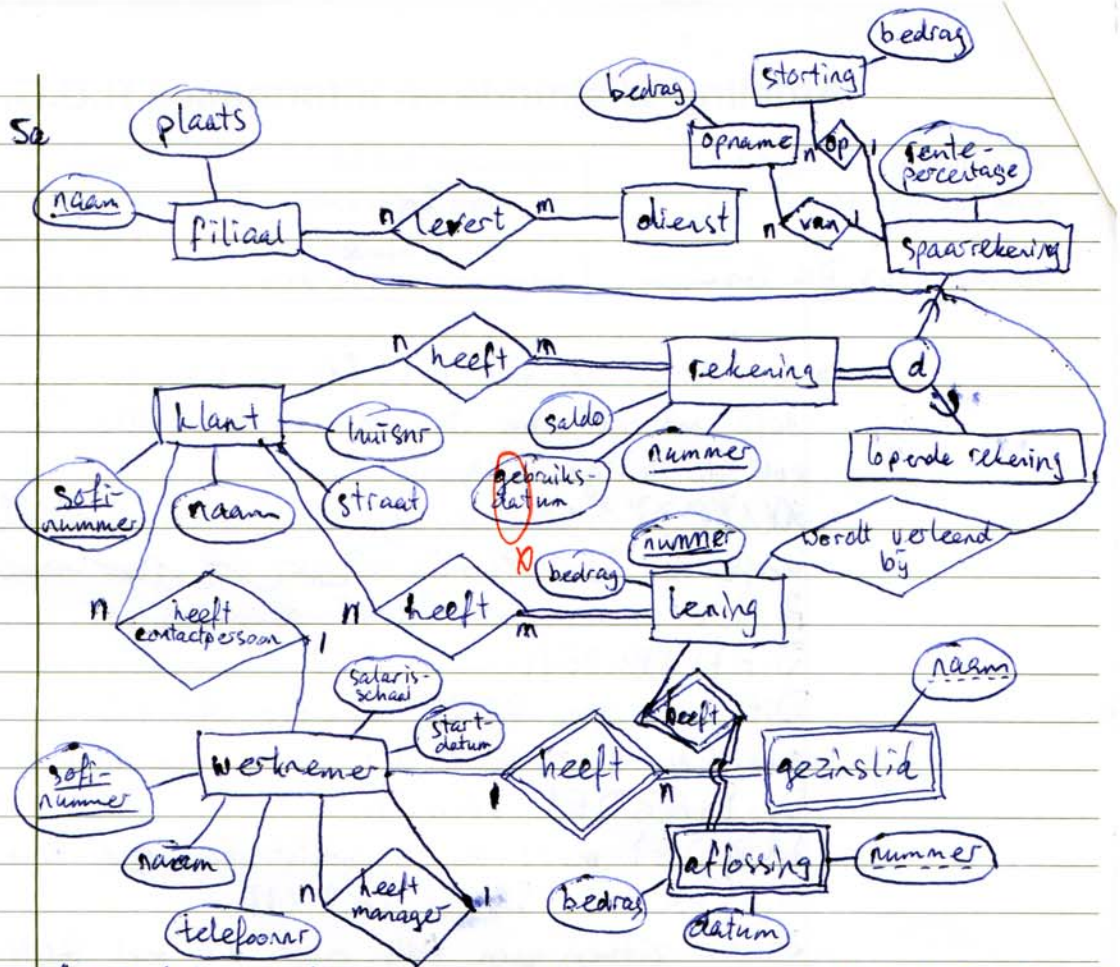 5a
bedrag
storting
bedrag
plaats
opname
n op 1
rente-
percentage
naam
filiaal
n levert m
dienst
n van 1
spaarrekening
n heeft m
rekening
d
klant
huisnr
saldo
nummer
lopende rekening
sofi-
nummer
naam
straat
gebruiks-
datum
wordt verleend
bij
nummer
bedrag
n heeft m
lening
n
heeft
contactpersoon
1
salaris-
schaal
start-
datum
heeft
naam
sofi-
nummer
werknemer
1 heeft n
gezinslid
naam
n
heeft
manager
1
aflossing
nummer
telefoonnr
bedrag
datum